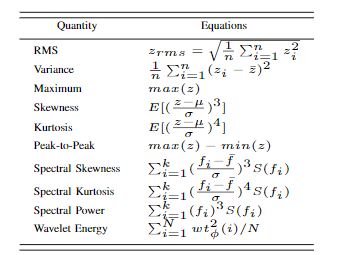 Quantity Equations
RMS z_{rms} = \sqrt{\frac{1}{n} \sum_{i=1}^{n} z_i^2}
Variance \frac{1}{n} \sum_{i=1}^{n} (z_i - \bar{z})^2
Maximum max(z)
Skewness E[(\frac{z-\mu}{\sigma})^3]
Kurtosis E[(\frac{z-\mu}{\sigma})^4]
Peak-to-Peak max(z) - min(z)
Spectral Skewness \sum_{i=1}^{k} (\frac{f_i-\bar{f}}{\sigma})^3 S(f_i)
Spectral Kurtosis \sum_{i=1}^{k} (\frac{f_i-\bar{f}}{\sigma})^4 S(f_i)
Spectral Power \sum_{i=1}^{k} (f_i)^3 S(f_i)
Wavelet Energy \sum_{i=1}^{N} wt_{\phi}^2(i)/N